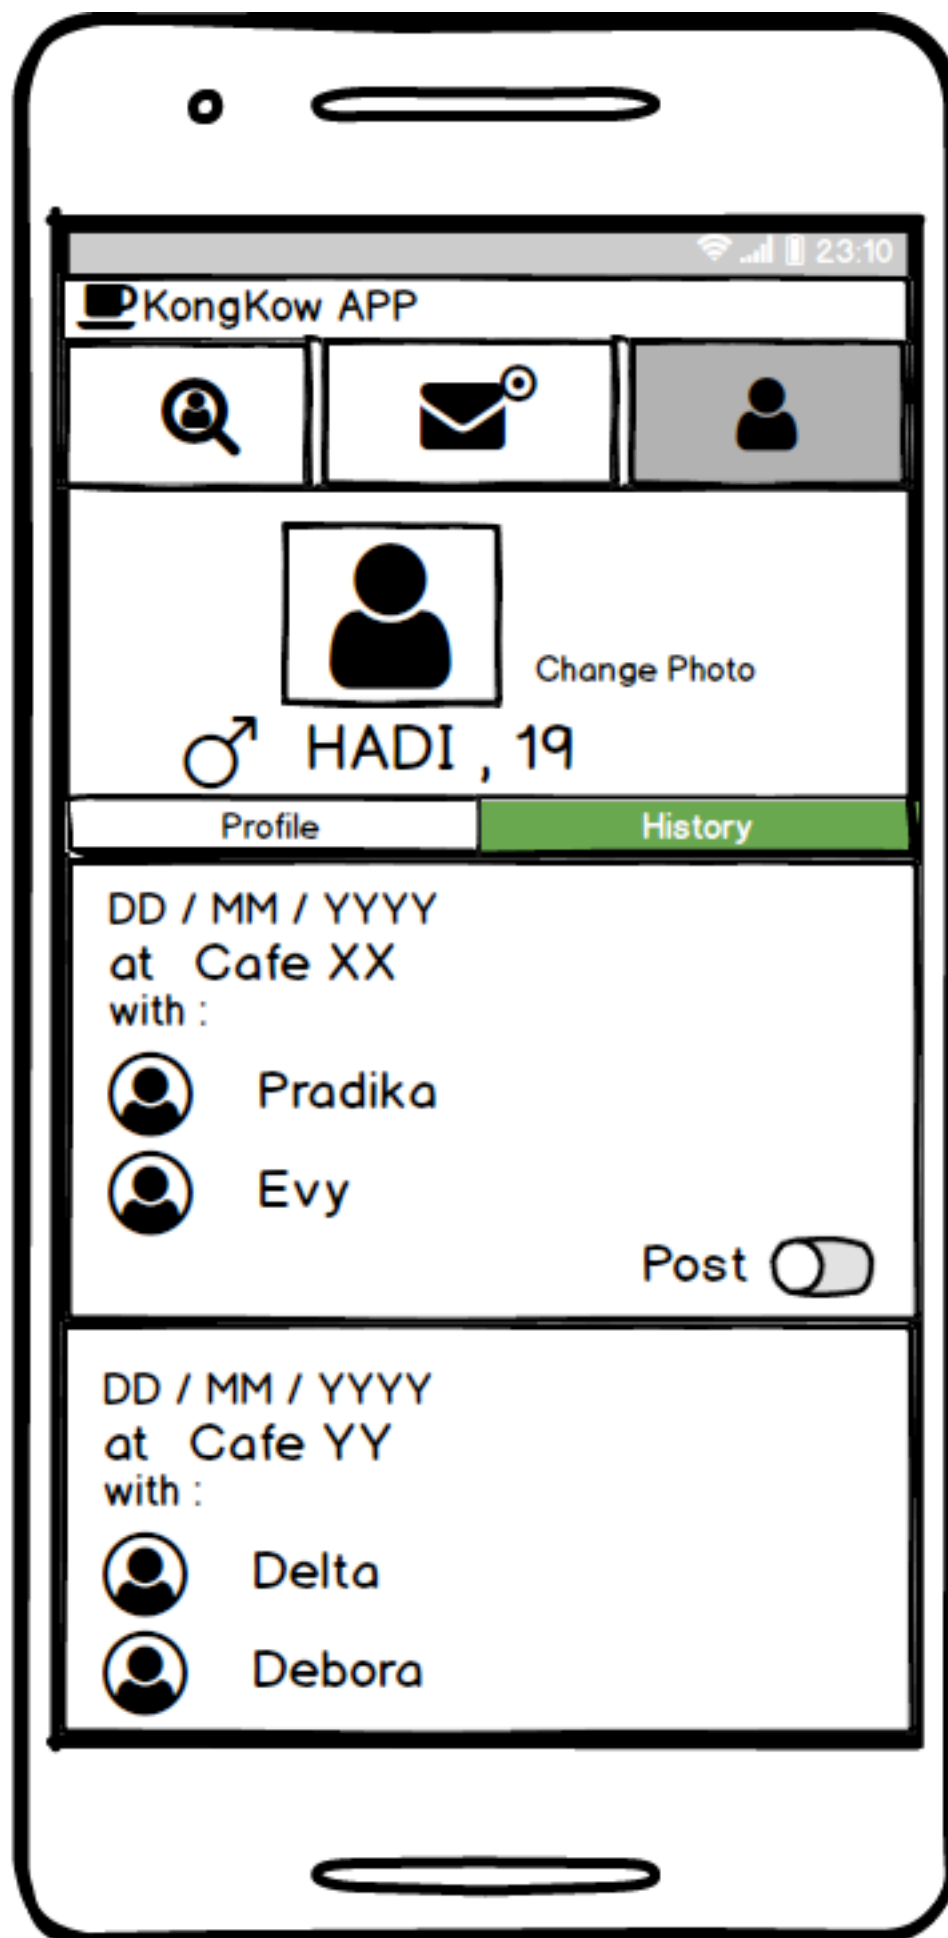 23:10
KongKow APP
Change Photo
HADI , 19
Profile History
DD / MM / YYYY
at Cafe XX
with :
Pradika
Evy
Post
DD / MM / YYYY
at Cafe YY
with :
Delta
Debora